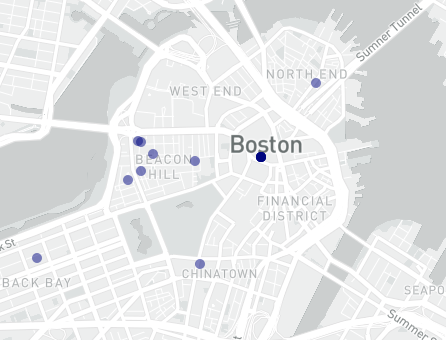 Sumner Tunnel
NORTH END
WEST END
Boston
BEACON
HILL
FINANCIAL
DISTRICT
k St
CHINATOWN
BACK BAY
SEAPO
Summer S